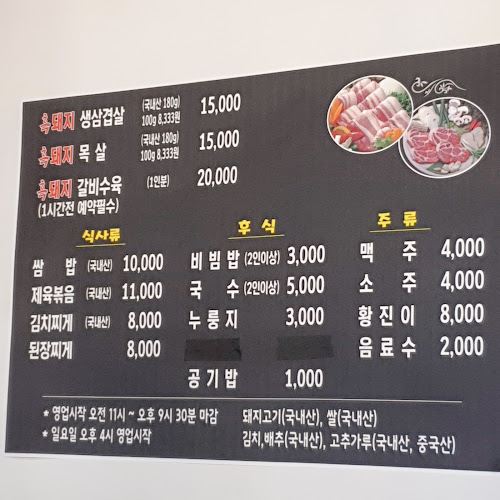 흑돼지 생삼겹살 (국내산 180g) 100g 8,333원 15,000
흑돼지 목 살 (국내산 180g) 100g 8,333원 15,000
흑돼지 갈비수육 (1인분) 20,000
(1시간전 예약필수)
식사류
쌈 밥 (국내산) 10,000
제육볶음 (국내산) 11,000
김치찌게 (국내산) 8,000
된장찌게 8,000
후 식
비빔밥 (2인이상) 3,000
국 수 (2인이상) 5,000
누룽지 3,000
공기밥 1,000
주 류
맥 주 4,000
소 주 4,000
황진이 8,000
음료수 2,000
* 영업시작 오전 11시 ~ 오후 9시 30분 마감
* 일요일 오후 4시 영업시작
돼지고기(국내산), 쌀(국내산)
김치,배추(국내산), 고추가루(국내산, 중국산)